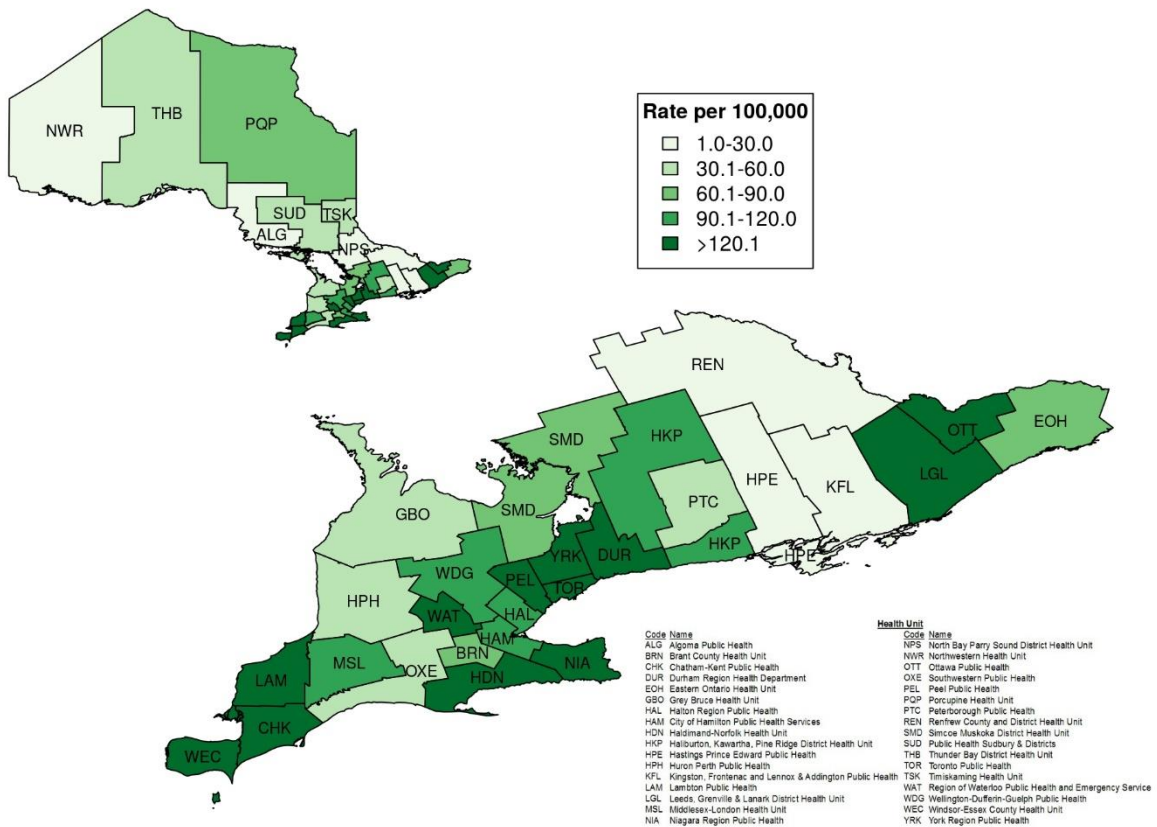 NWR
THB
PQP
SUD
TSK
ALG
NPS
Rate per 100,000
1.0-30.0
30.1-60.0
60.1-90.0
90.1-120.0
>120.1
REN
SMD
HKP
OTT
EOH
LGL
HPE
KFL
PTC
GBO
SMD
YRK
DUR
HKP
HPE
WDG
PEL
TOR
HPH
WAT
HAL
HAM
MSL
OXE
BRN
NIA
LAM
HDN
CHK
WEC
Health Unit
Code Name
ALG Algoma Public Health
BRN Brant County Health Unit
CHK Chatham-Kent Public Health
DUR Durham Region Health Department
EOH Eastern Ontario Health Unit
GBO Grey Bruce Health Unit
HAL Halton Region Public Health
HAM City of Hamilton Public Health Services
HDN Haldimand-Norfolk Health Unit
HKP Haliburton, Kawartha, Pine Ridge District Health Unit
HPE Hastings Prince Edward Public Health
HPH Huron Perth Public Health
KFL Kingston, Frontenac and Lennox & Addington Public Health
LAM Lambton Public Health
LGL Leeds, Grenville & Lanark District Health Unit
MSL Middlesex-London Health Unit
NIA Niagara Region Public Health
Code Name
NPS North Bay Parry Sound District Health Unit
NWR Northwestern Health Unit
OTT Ottawa Public Health
OXE Southwestern Public Health
PEL Peel Public Health
PQP Porcupine Health Unit
PTC Peterborough Public Health
REN Renfrew County and District Health Unit
SMD Simcoe Muskoka District Health Unit
SUD Public Health Sudbury & Districts
THB Thunder Bay District Health Unit
TOR Toronto Public Health
TSK Timiskaming Health Unit
WAT Region of Waterloo Public Health and Emergency Service
WDG Wellington-Dufferin-Guelph Public Health
WEC Windsor-Essex County Health Unit
YRK York Region Public Health